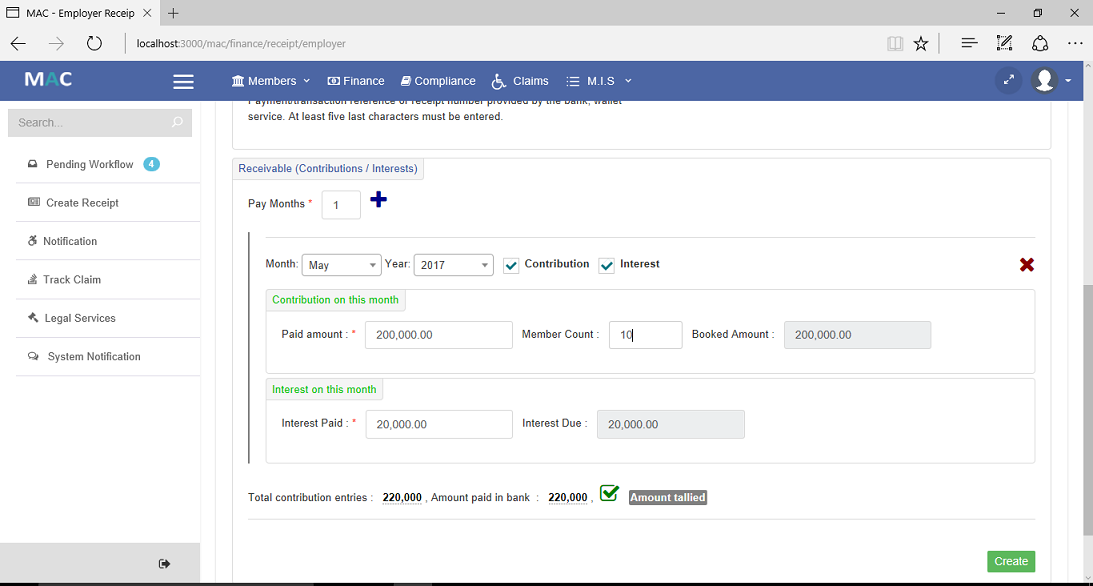 MAC - Employer Receip
localhost:3000/mac/finance/receipt/employer
MAC
Members
Finance
Compliance
Claims
M.I.S
Search...
Pending Workflow 4
Create Receipt
Notification
Track Claim
Legal Services
System Notification
Payment/transaction reference or receipt number provided by the bank, wallet
service. At least five last characters must be entered.
Receivable (Contributions / Interests)
Pay Months * 1
Month: May Year: 2017 Contribution Interest
Contribution on this month
Paid amount : * 200,000.00 Member Count : 10 Booked Amount : 200,000.00
Interest on this month
Interest Paid : * 20,000.00 Interest Due : 20,000.00
Total contribution entries : 220,000 , Amount paid in bank : 220,000 , Amount tallied
Create